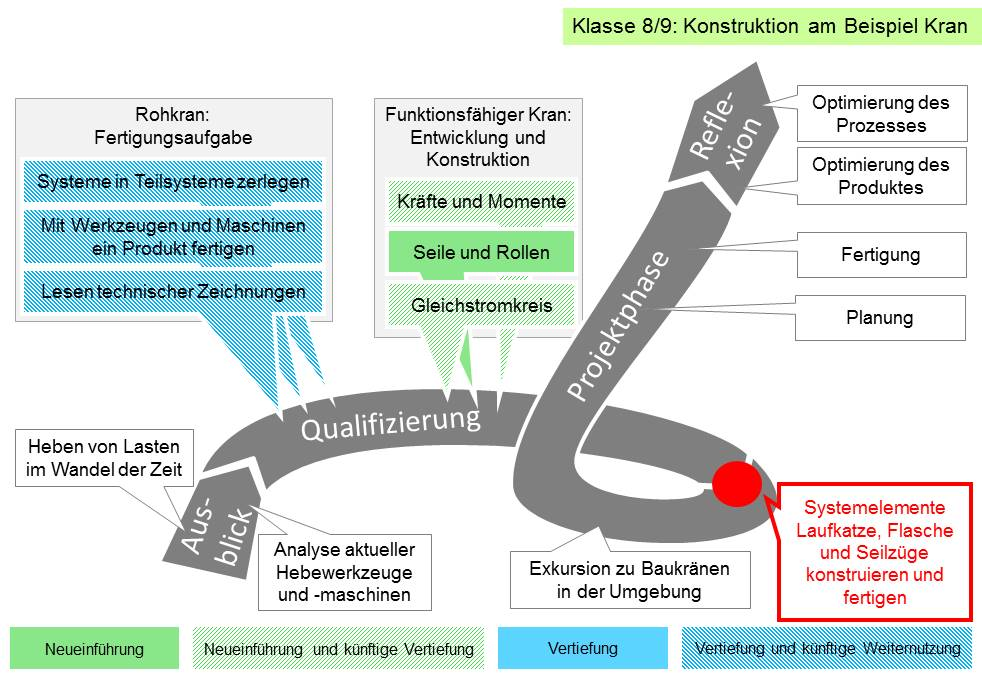 Klasse 8/9: Konstruktion am Beispiel Kran
Rohkran:
Fertigungsaufgabe
Systeme in Teilsysteme zerlegen
Mit Werkzeugen und Maschinen
ein Produkt fertigen
Lesen technischer Zeichnungen
Funktionsfähiger Kran:
Entwicklung und
Konstruktion
Kräfte und Momente
Seile und Rollen
Gleichstromkreis
Refle-
xion
Optimierung des
Prozesses
Optimierung des
Produktes
Fertigung
Planung
Projektphase
Qualifizierung
Heben von Lasten
im Wandel der Zeit
Aus-
blick
Analyse aktueller
Hebewerkzeuge
und -maschinen
Exkursion zu Baukränen
in der Umgebung
Systemelemente
Laufkatze, Flasche
und Seilzüge
konstruieren und
fertigen
Neueinführung
Neueinführung und künftige Vertiefung
Vertiefung
Vertiefung und künftige Weiternutzung